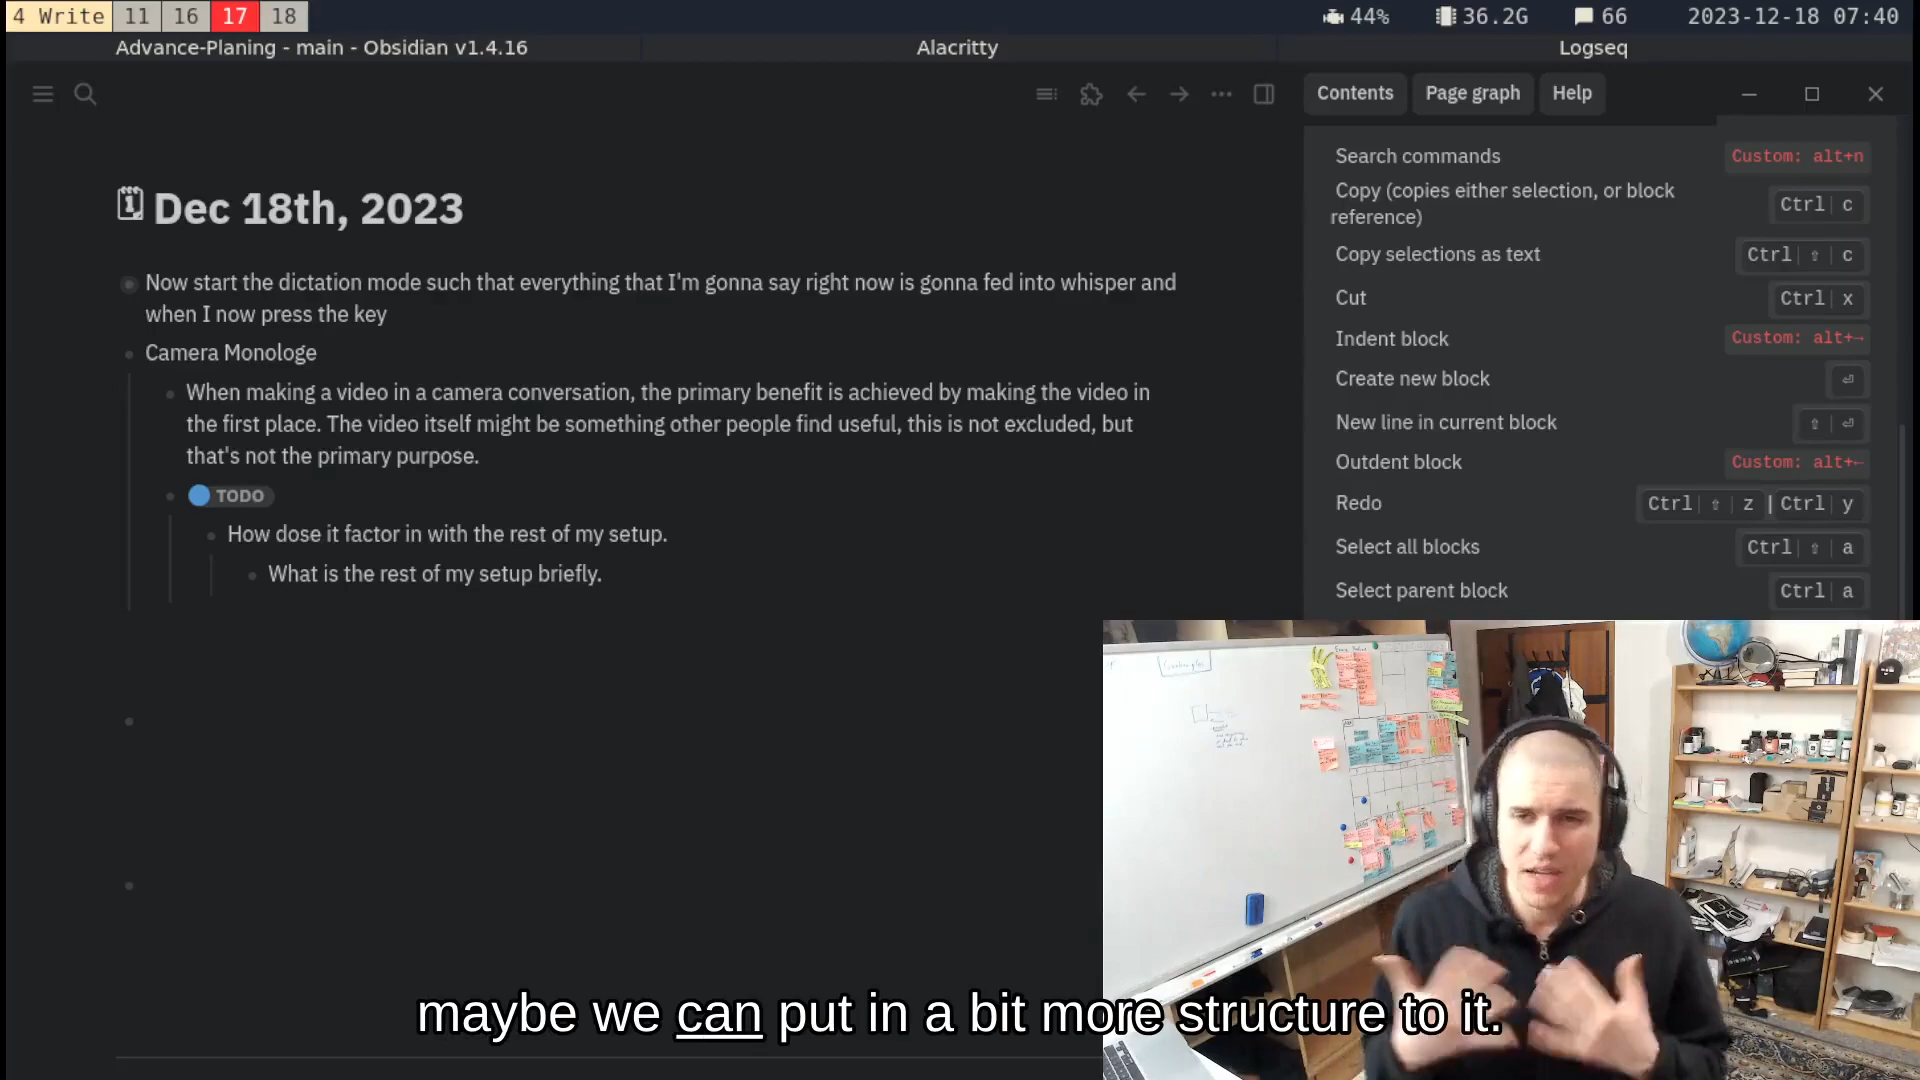 4 Write 11 16 17 18 44% 36.2G 66 2023-12-18 07:40
Advance-Planing - main - Obsidian v1.4.16 Alacritty Logseq
Contents Page graph Help
Dec 18th, 2023
Now start the dictation mode such that everything that I'm gonna say right now is gonna fed into whisper and
when I now press the key
Camera Monologe
When making a video in a camera conversation, the primary benefit is achieved by making the video in
the first place. The video itself might be something other people find useful, this is not excluded, but
that's not the primary purpose.
TODO
How dose it factor in with the rest of my setup.
What is the rest of my setup briefly.
Search commands Custom: alt+n
Copy (copies either selection, or block
reference) Ctrl c
Copy selections as text Ctrl ⇧ c
Cut Ctrl x
Indent block Custom: alt+→
Create new block ⏎
New line in current block ⇧ ⏎
Outdent block Custom: alt+←
Redo Ctrl ⇧ z | Ctrl y
Select all blocks Ctrl ⇧ a
Select parent block Ctrl a
maybe we can put in a bit more structure to it.